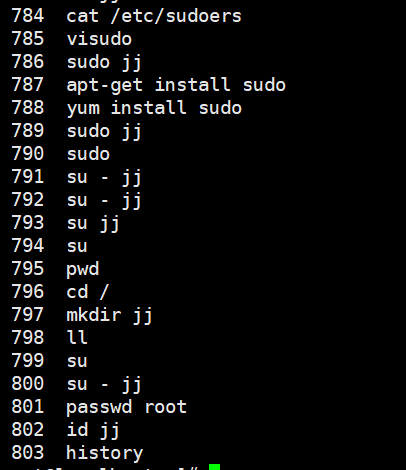 784 cat /etc/sudoers
785 visudo
786 sudo jj
787 apt-get install sudo
788 yum install sudo
789 sudo jj
790 sudo
791 su - jj
792 su - jj
793 su jj
794 su
795 pwd
796 cd /
797 mkdir jj
798 ll
799 su
800 su - jj
801 passwd root
802 id jj
803 history